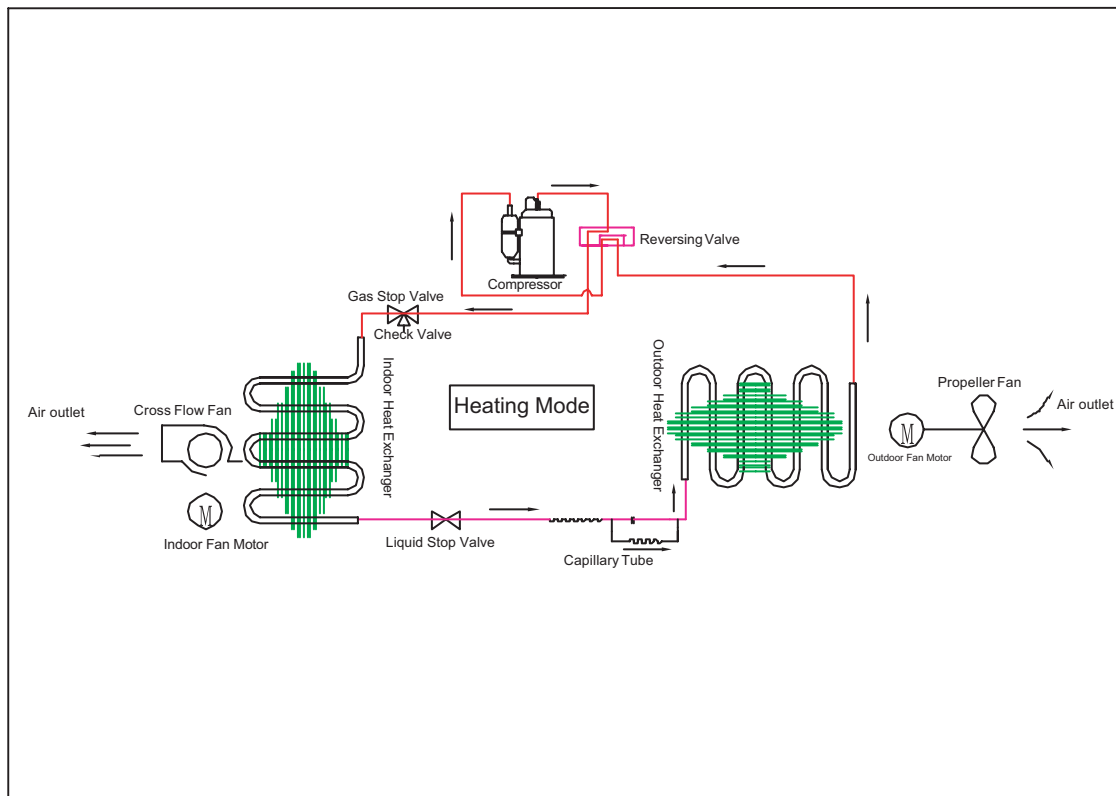 Reversing Valve
Compressor
Gas Stop Valve
Check Valve
Indoor Heat Exchanger
Outdoor Heat Exchanger
Heating Mode
Propeller Fan
Air outlet
Air outlet
Cross Flow Fan
M
Outdoor Fan Motor
M
Indoor Fan Motor
Liquid Stop Valve
Capillary Tube